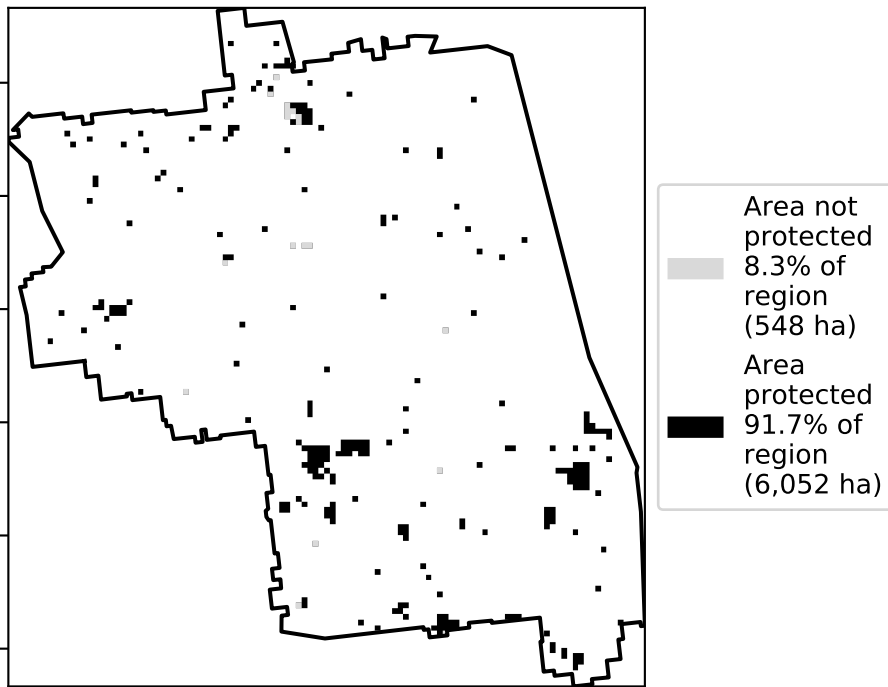 Area not
protected
8.3% of
region
(548 ha)
Area
protected
91.7% of
region
(6,052 ha)